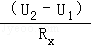 (U₂ − U₁)
Rₓ